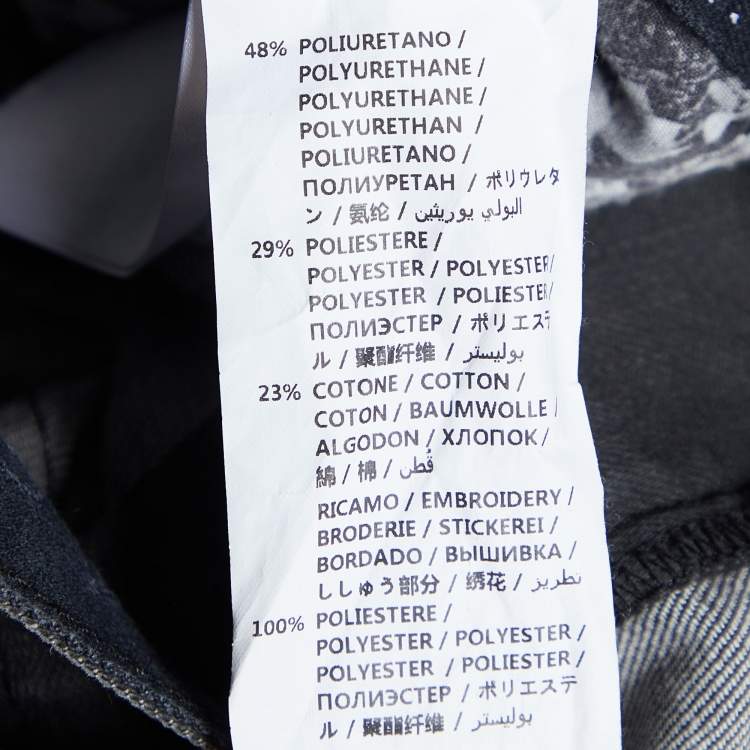 48% POLIURETANO /
POLYURETHANE /
POLYURETHANE /
POLYURETHAN /
POLIURETANO /
ПОЛИУРЕТАН / ポリウレタ
ン / 氨纶 / البولي يوريثين
29% POLIESTERE /
POLYESTER / POLYESTER/
POLYESTER / POLIESTER/
ПОЛИЭСТЕР / ポリエステ
ル / 聚酯纤维 / بوليستر
23% COTONE / COTTON /
COTON / BAUMWOLLE /
ALGODON / ХЛОПОК /
綿 / 棉 / قُطن
RICAMO / EMBROIDERY /
BRODERIE / STICKEREI /
BORDADO / ВЫШИВКА /
ししゅう部分 / 绣花 / تطريز
100% POLIESTERE /
POLYESTER / POLYESTER /
POLYESTER / POLIESTER /
ПОЛИЭСТЕР / ポリエステ
ル / 聚酯纤维 / بوليستر